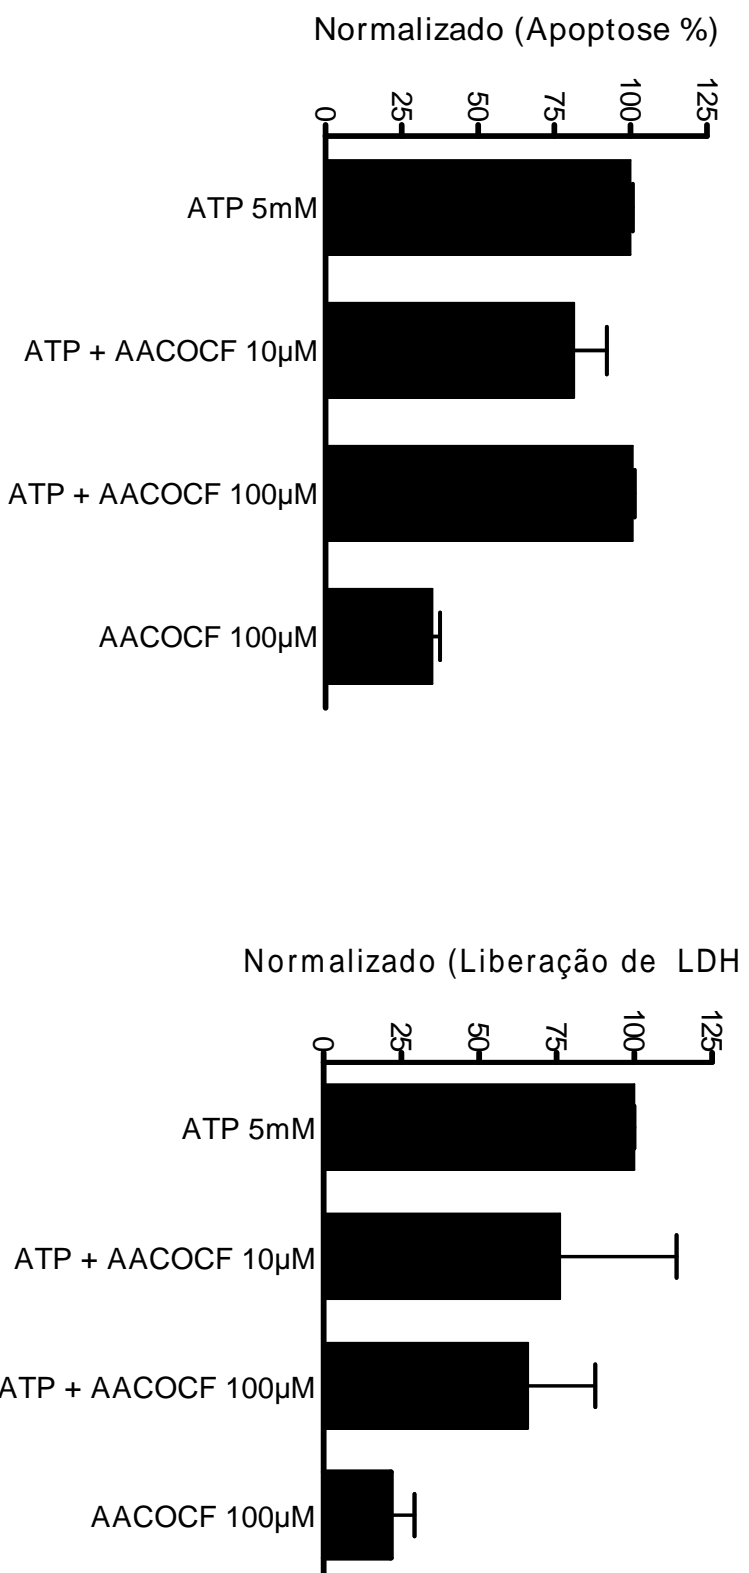 Normalizado (Apoptose %)
0 25 50 75 100 125
ATP 5mM
ATP + AACOCF 10µM
ATP + AACOCF 100µM
AACOCF 100µM
Normalizado (Liberação de LDH
0 25 50 75 100 125
ATP 5mM
ATP + AACOCF 10µM
ATP + AACOCF 100µM
AACOCF 100µM